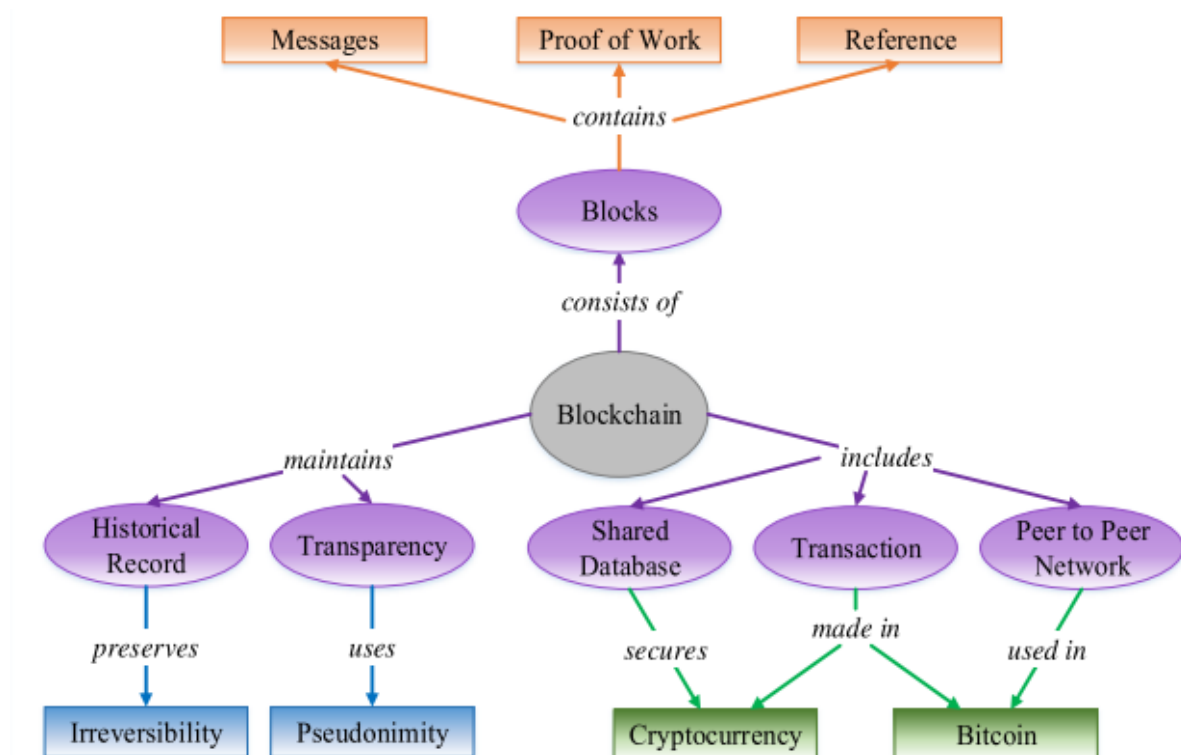 Messages
Proof of Work
Reference
contains
Blocks
consists of
Blockchain
maintains
includes
Historical
Record
Transparency
Shared
Database
Transaction
Peer to Peer
Network
preserves
uses
secures
made in
used in
Irreversibility
Pseudonimity
Cryptocurrency
Bitcoin